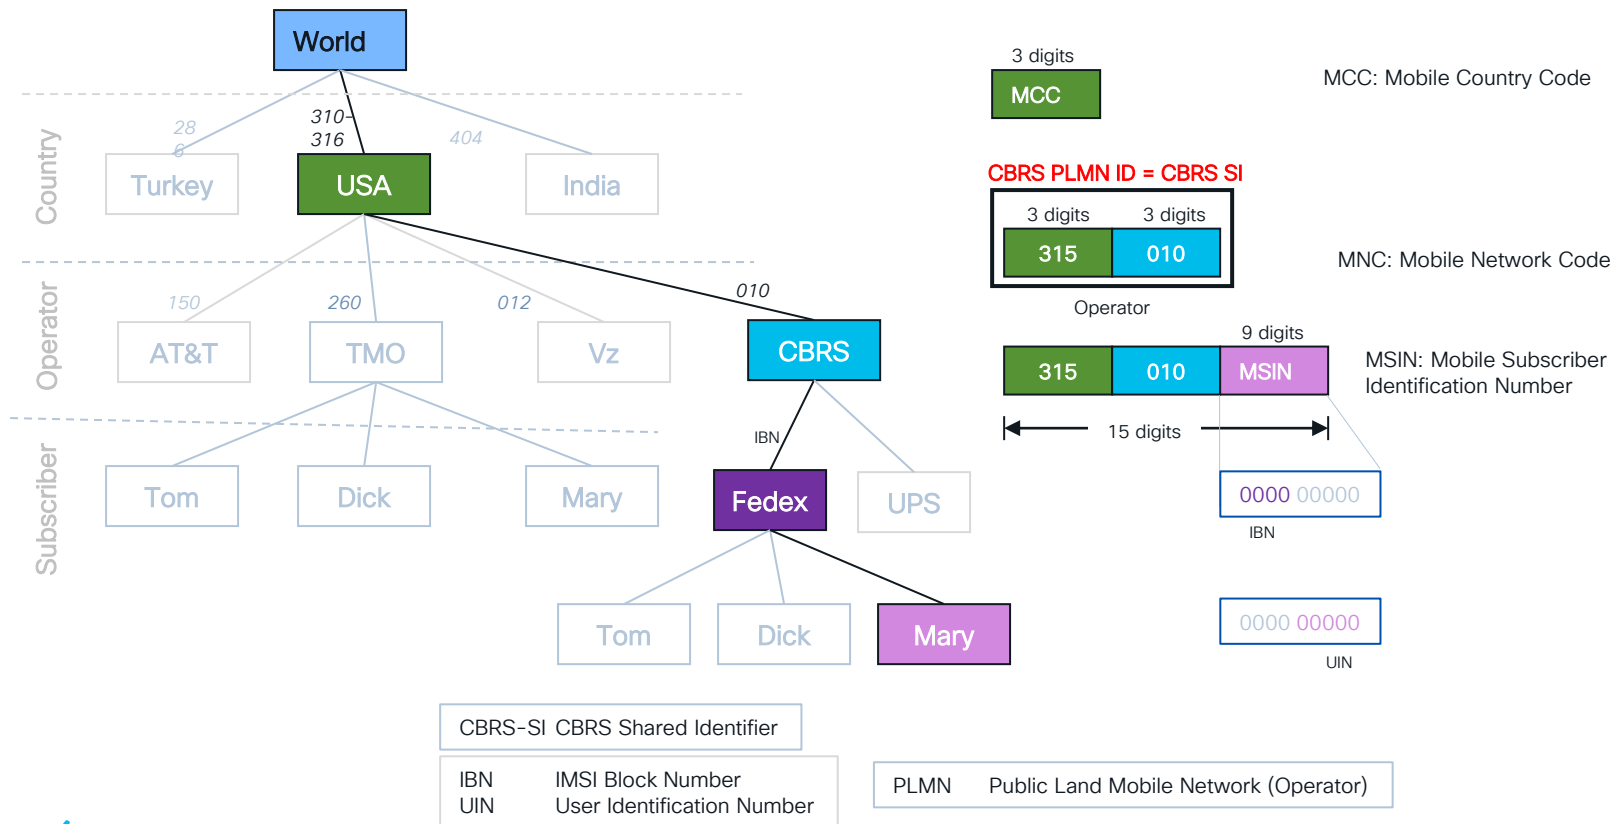 World
310-
316
28
6
404
Country
Turkey
USA
India
150
260
012
010
Operator
AT&T
TMO
Vz
CBRS
IBN
Subscriber
Tom
Dick
Mary
Fedex
UPS
Tom
Dick
Mary
3 digits
MCC
MCC: Mobile Country Code
CBRS PLMN ID = CBRS SI
3 digits
3 digits
315
010
MNC: Mobile Network Code
Operator
9 digits
315
010
MSIN
MSIN: Mobile Subscriber
Identification Number
15 digits
0000 00000
IBN
0000 00000
UIN
CBRS-SI CBRS Shared Identifier
IBN IMSI Block Number
UIN User Identification Number
PLMN Public Land Mobile Network (Operator)